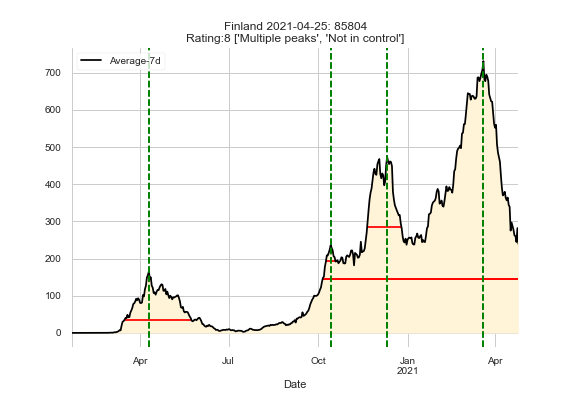 Finland 2021-04-25: 85804
Rating:8 ['Multiple peaks', 'Not in control']
Average-7d
700
600
500
400
300
200
100
0
Apr
Jul
Oct
Jan
2021
Apr
Date